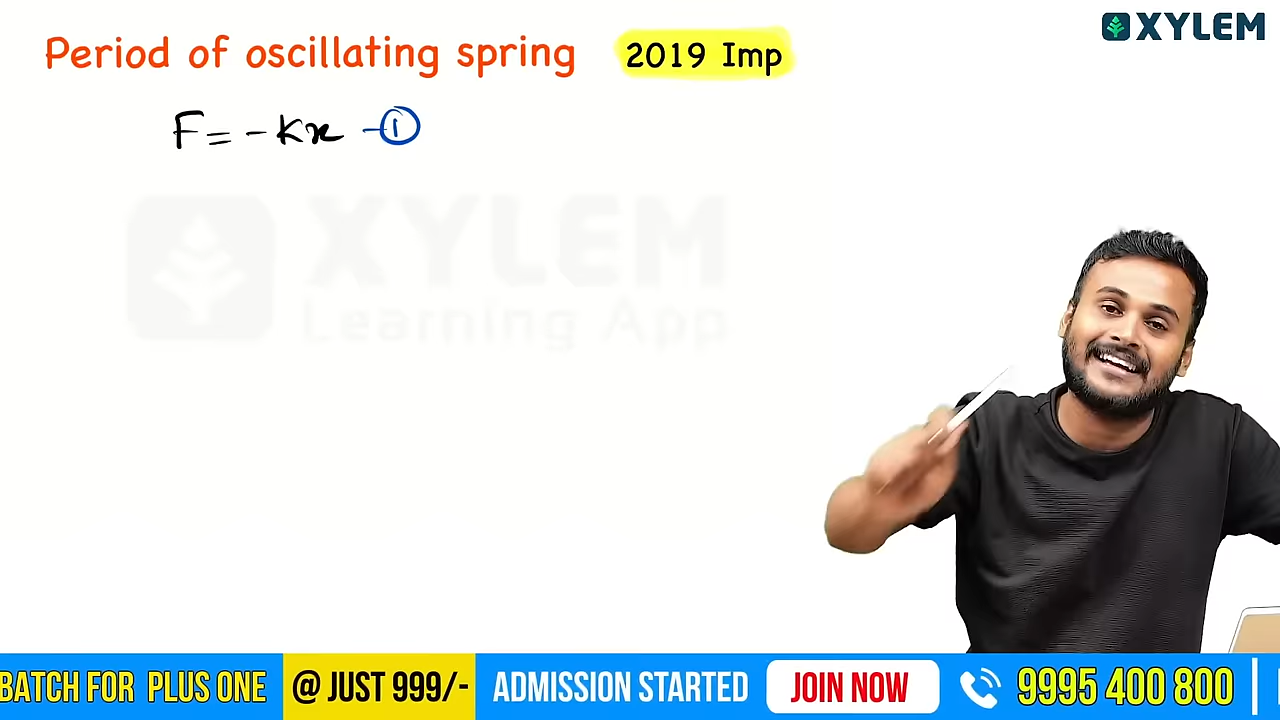 XYLEM
Period of oscillating spring 2019 Imp
F = -Kx -①
XYLEM
Learning App
BATCH FOR PLUS ONE @ JUST 999/- ADMISSION STARTED JOIN NOW 9995 400 800